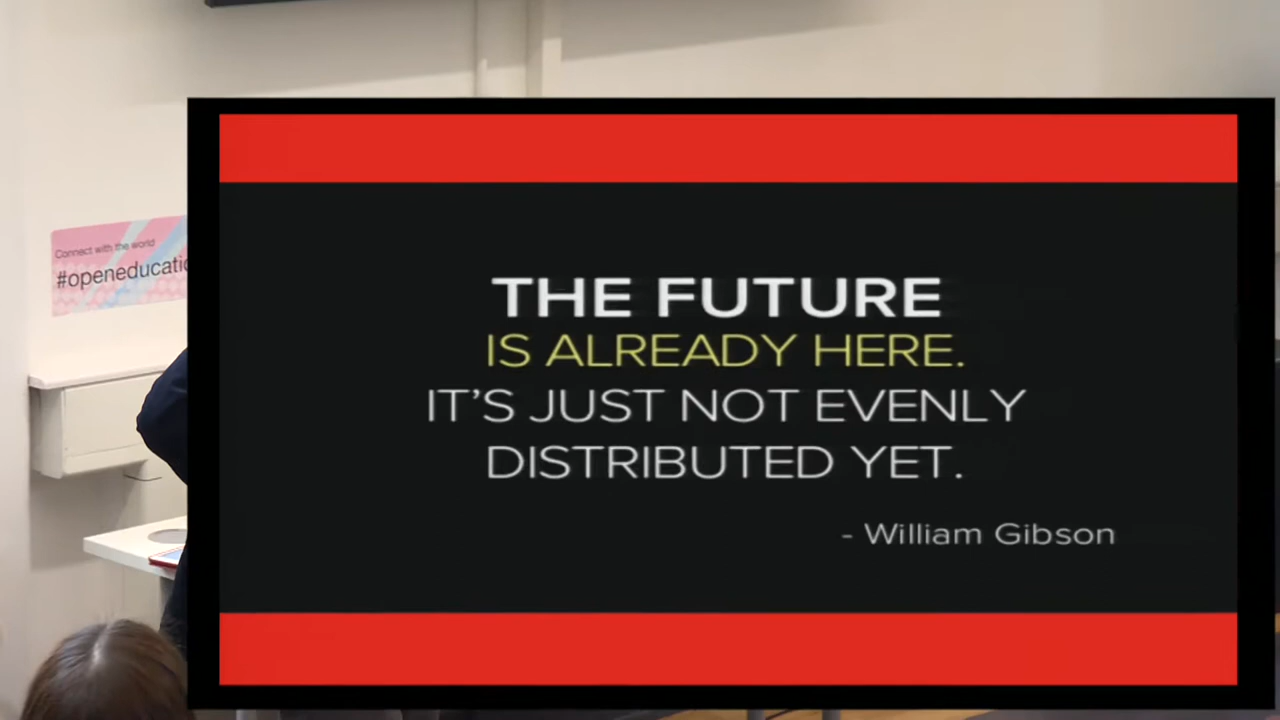 Connect with the world
#openeducati
THE FUTURE
IS ALREADY HERE.
IT'S JUST NOT EVENLY
DISTRIBUTED YET.
- William Gibson